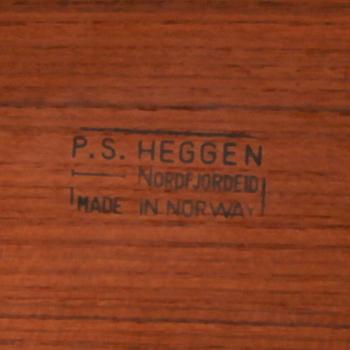 P.S. HEGGEN
NORDFJORDEID
MADE IN NORWAY